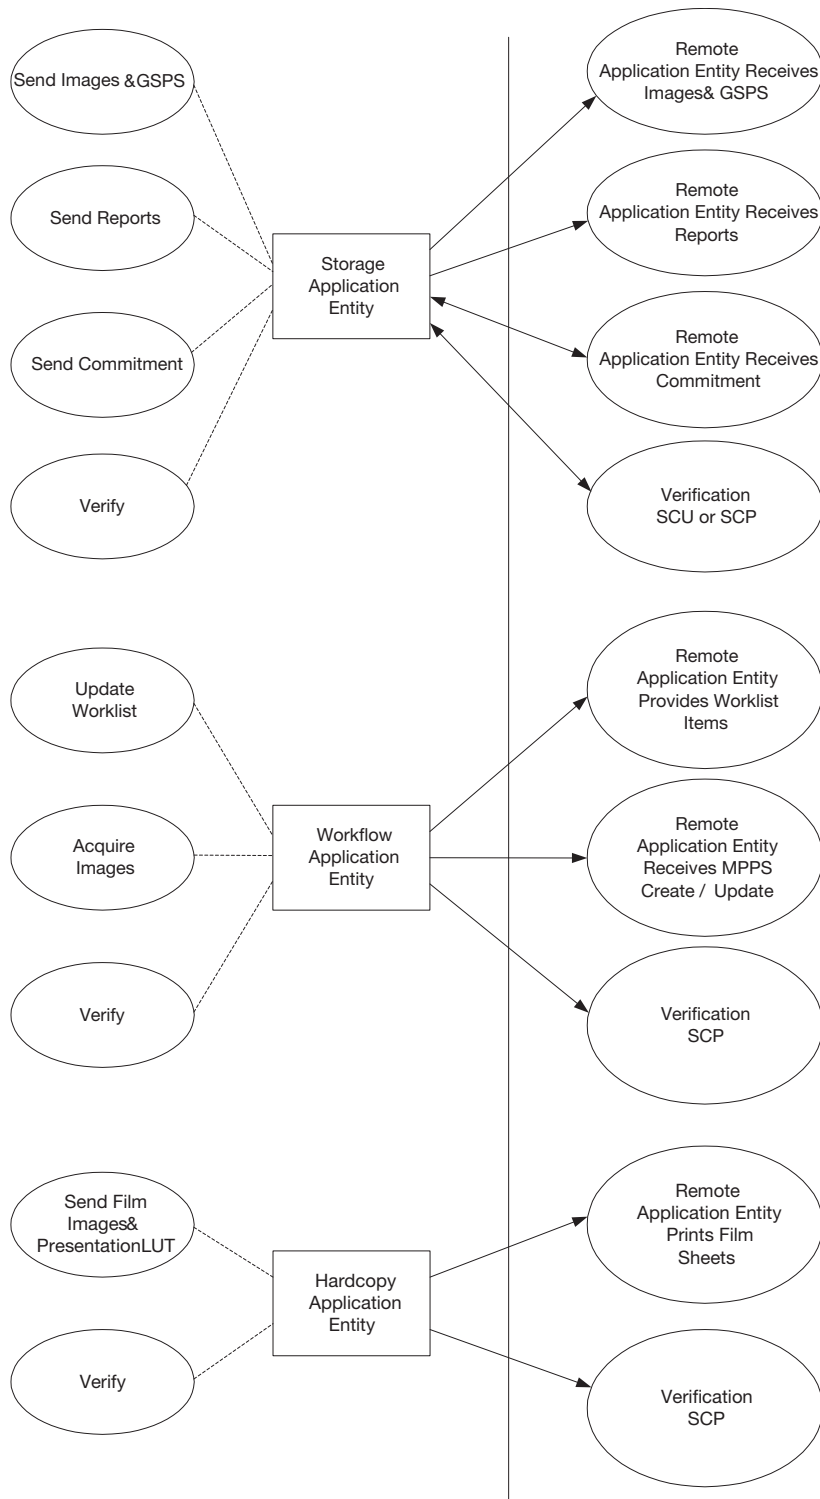 Send Images &GSPS
Send Reports
Send Commitment
Verify
Storage
Application
Entity
Remote
Application Entity Receives
Images& GSPS
Remote
Application Entity Receives
Reports
Remote
Application Entity Receives
Commitment
Verification
SCU or SCP
Update
Worklist
Acquire
Images
Verify
Workflow
Application
Entity
Remote
Application Entity
Provides Worklist
Items
Remote
Application Entity
Receives MPPS
Create / Update
Verification
SCP
Send Film
Images&
PresentationLUT
Verify
Hardcopy
Application
Entity
Remote
Application Entity
Prints Film
Sheets
Verification
SCP